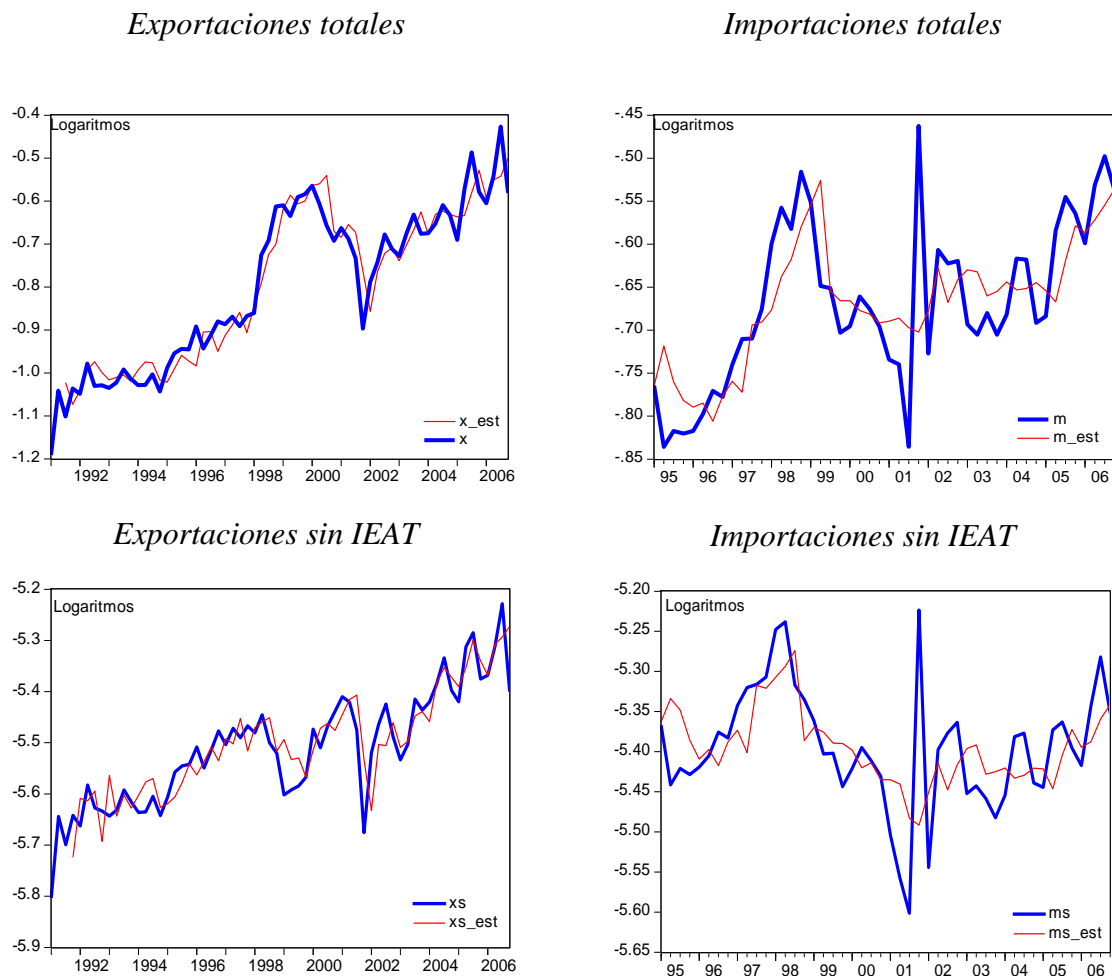 Exportaciones totales
Importaciones totales
Logaritmos
-0.4
-0.5
-0.6
-0.7
-0.8
-0.9
-1.0
-1.1
-1.2
x_est
x
1992 1994 1996 1998 2000 2002 2004 2006
Logaritmos
-.45
-.50
-.55
-.60
-.65
-.70
-.75
-.80
-.85
m
m_est
95 96 97 98 99 00 01 02 03 04 05 06
Exportaciones sin IEAT
Importaciones sin IEAT
Logaritmos
-5.2
-5.3
-5.4
-5.5
-5.6
-5.7
-5.8
-5.9
xs
xs_est
1992 1994 1996 1998 2000 2002 2004 2006
Logaritmos
-5.20
-5.25
-5.30
-5.35
-5.40
-5.45
-5.50
-5.55
-5.60
-5.65
ms
ms_est
95 96 97 98 99 00 01 02 03 04 05 06